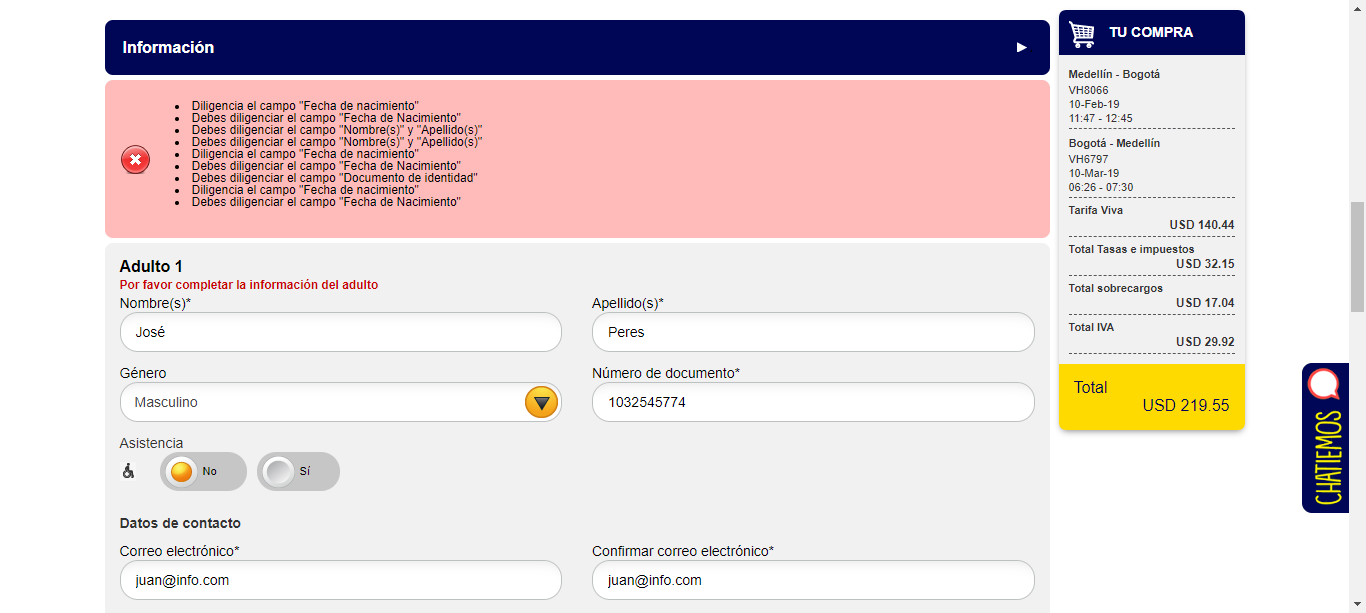 Información
Diligencia el campo "Fecha de nacimiento"
Debes diligenciar el campo "Fecha de Nacimiento"
Debes diligenciar el campo "Nombre(s)" y "Apellido(s)"
Debes diligenciar el campo "Nombre(s)" y "Apellido(s)"
Diligencia el campo "Fecha de nacimiento"
Debes diligenciar el campo "Fecha de Nacimiento"
Debes diligenciar el campo "Documento de identidad"
Diligencia el campo "Fecha de nacimiento"
Debes diligenciar el campo "Fecha de Nacimiento"
Adulto 1
Por favor completar la información del adulto
Nombre(s)* Apellido(s)*
José Peres
Género Número de documento*
Masculino 1032545774
Asistencia
No Sí
Datos de contacto
Correo electrónico* Confirmar correo electrónico*
juan@info.com juan@info.com
TU COMPRA
Medellín - Bogotá
VH8066
10-Feb-19
11:47 - 12:45
Bogotá - Medellín
VH6797
10-Mar-19
06:26 - 07:30
Tarifa Viva
USD 140.44
Total Tasas e impuestos
USD 32.15
Total sobrecargos
USD 17.04
Total IVA
USD 29.92
Total
USD 219.55
CHATIEMOS